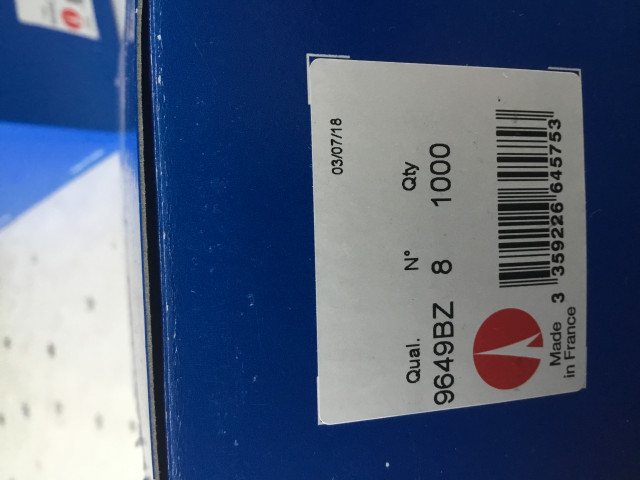 03/07/18
Qual. N° Qty
9649BZ 8 1000
Made
in France
3 359226 645753